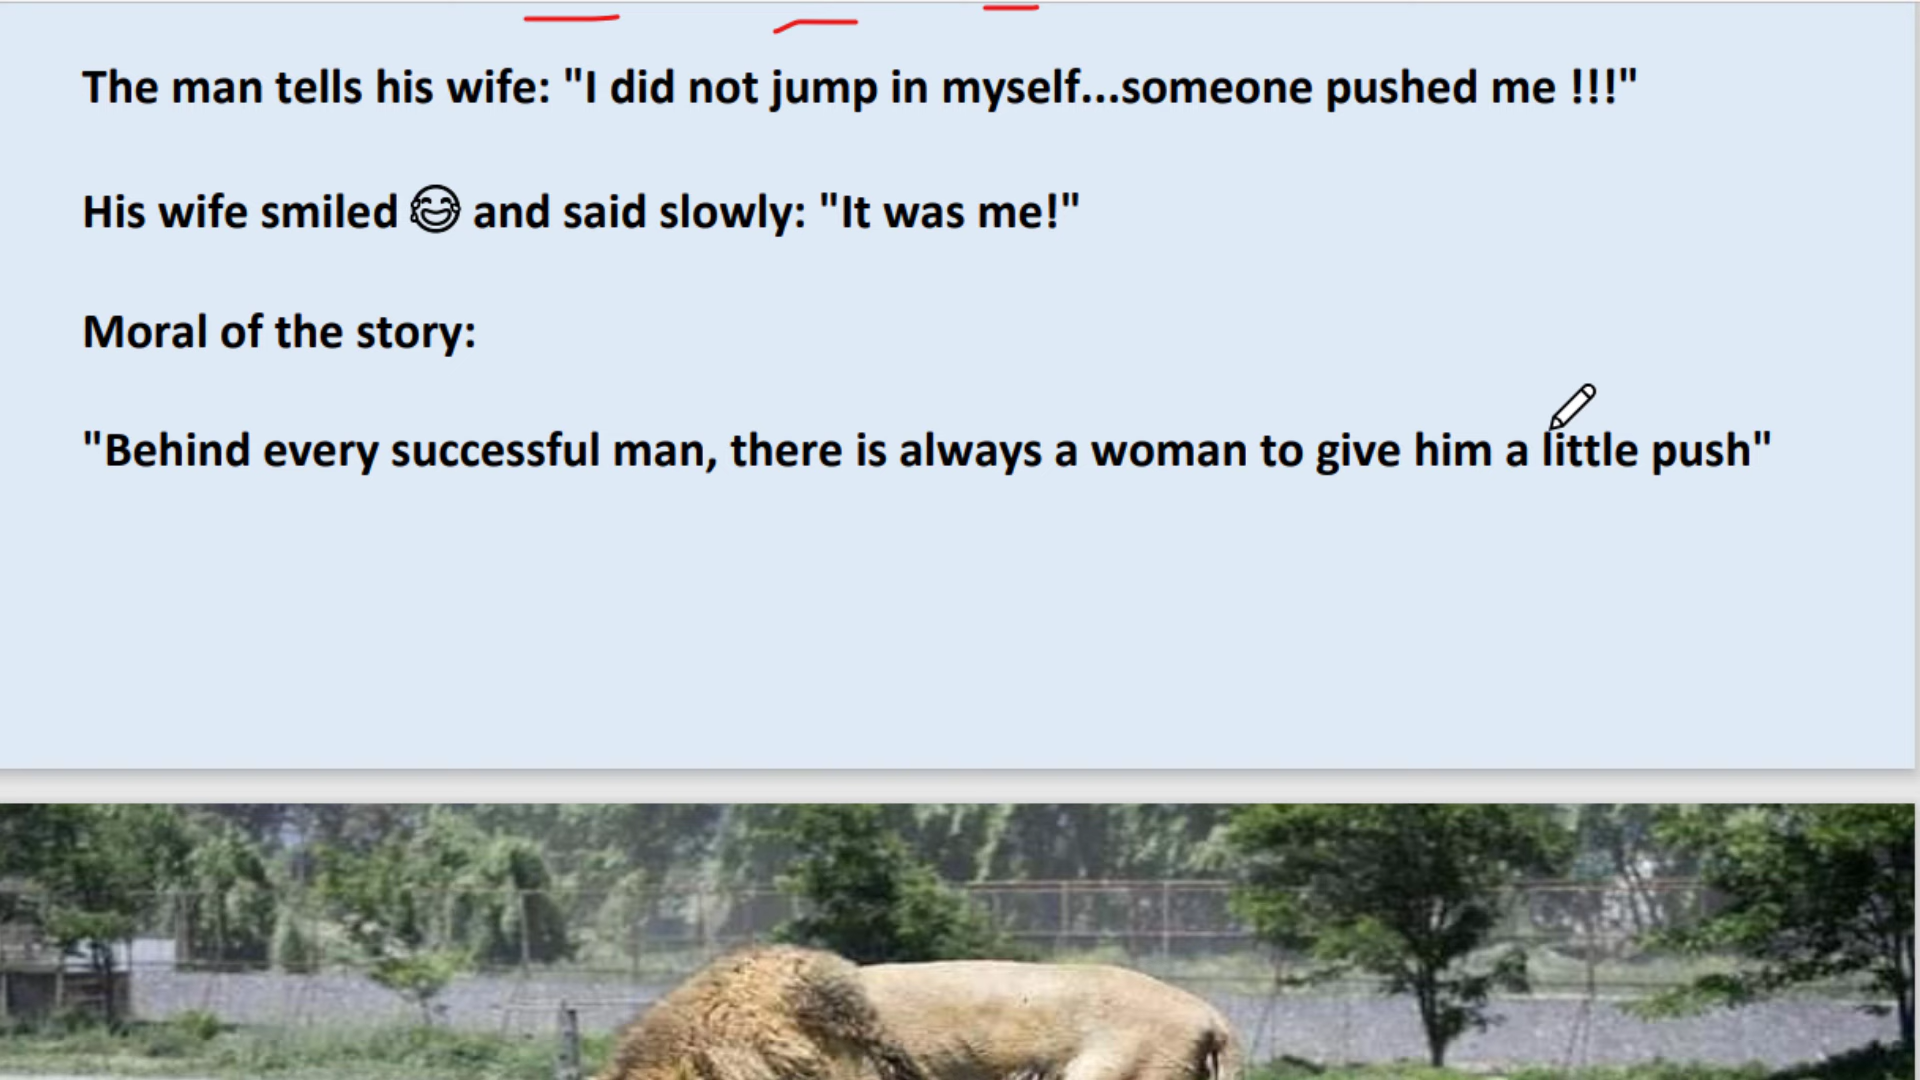 The man tells his wife: "I did not jump in myself...someone pushed me !!!"
His wife smiled 😂 and said slowly: "It was me!"
Moral of the story:
"Behind every successful man, there is always a woman to give him a little push"